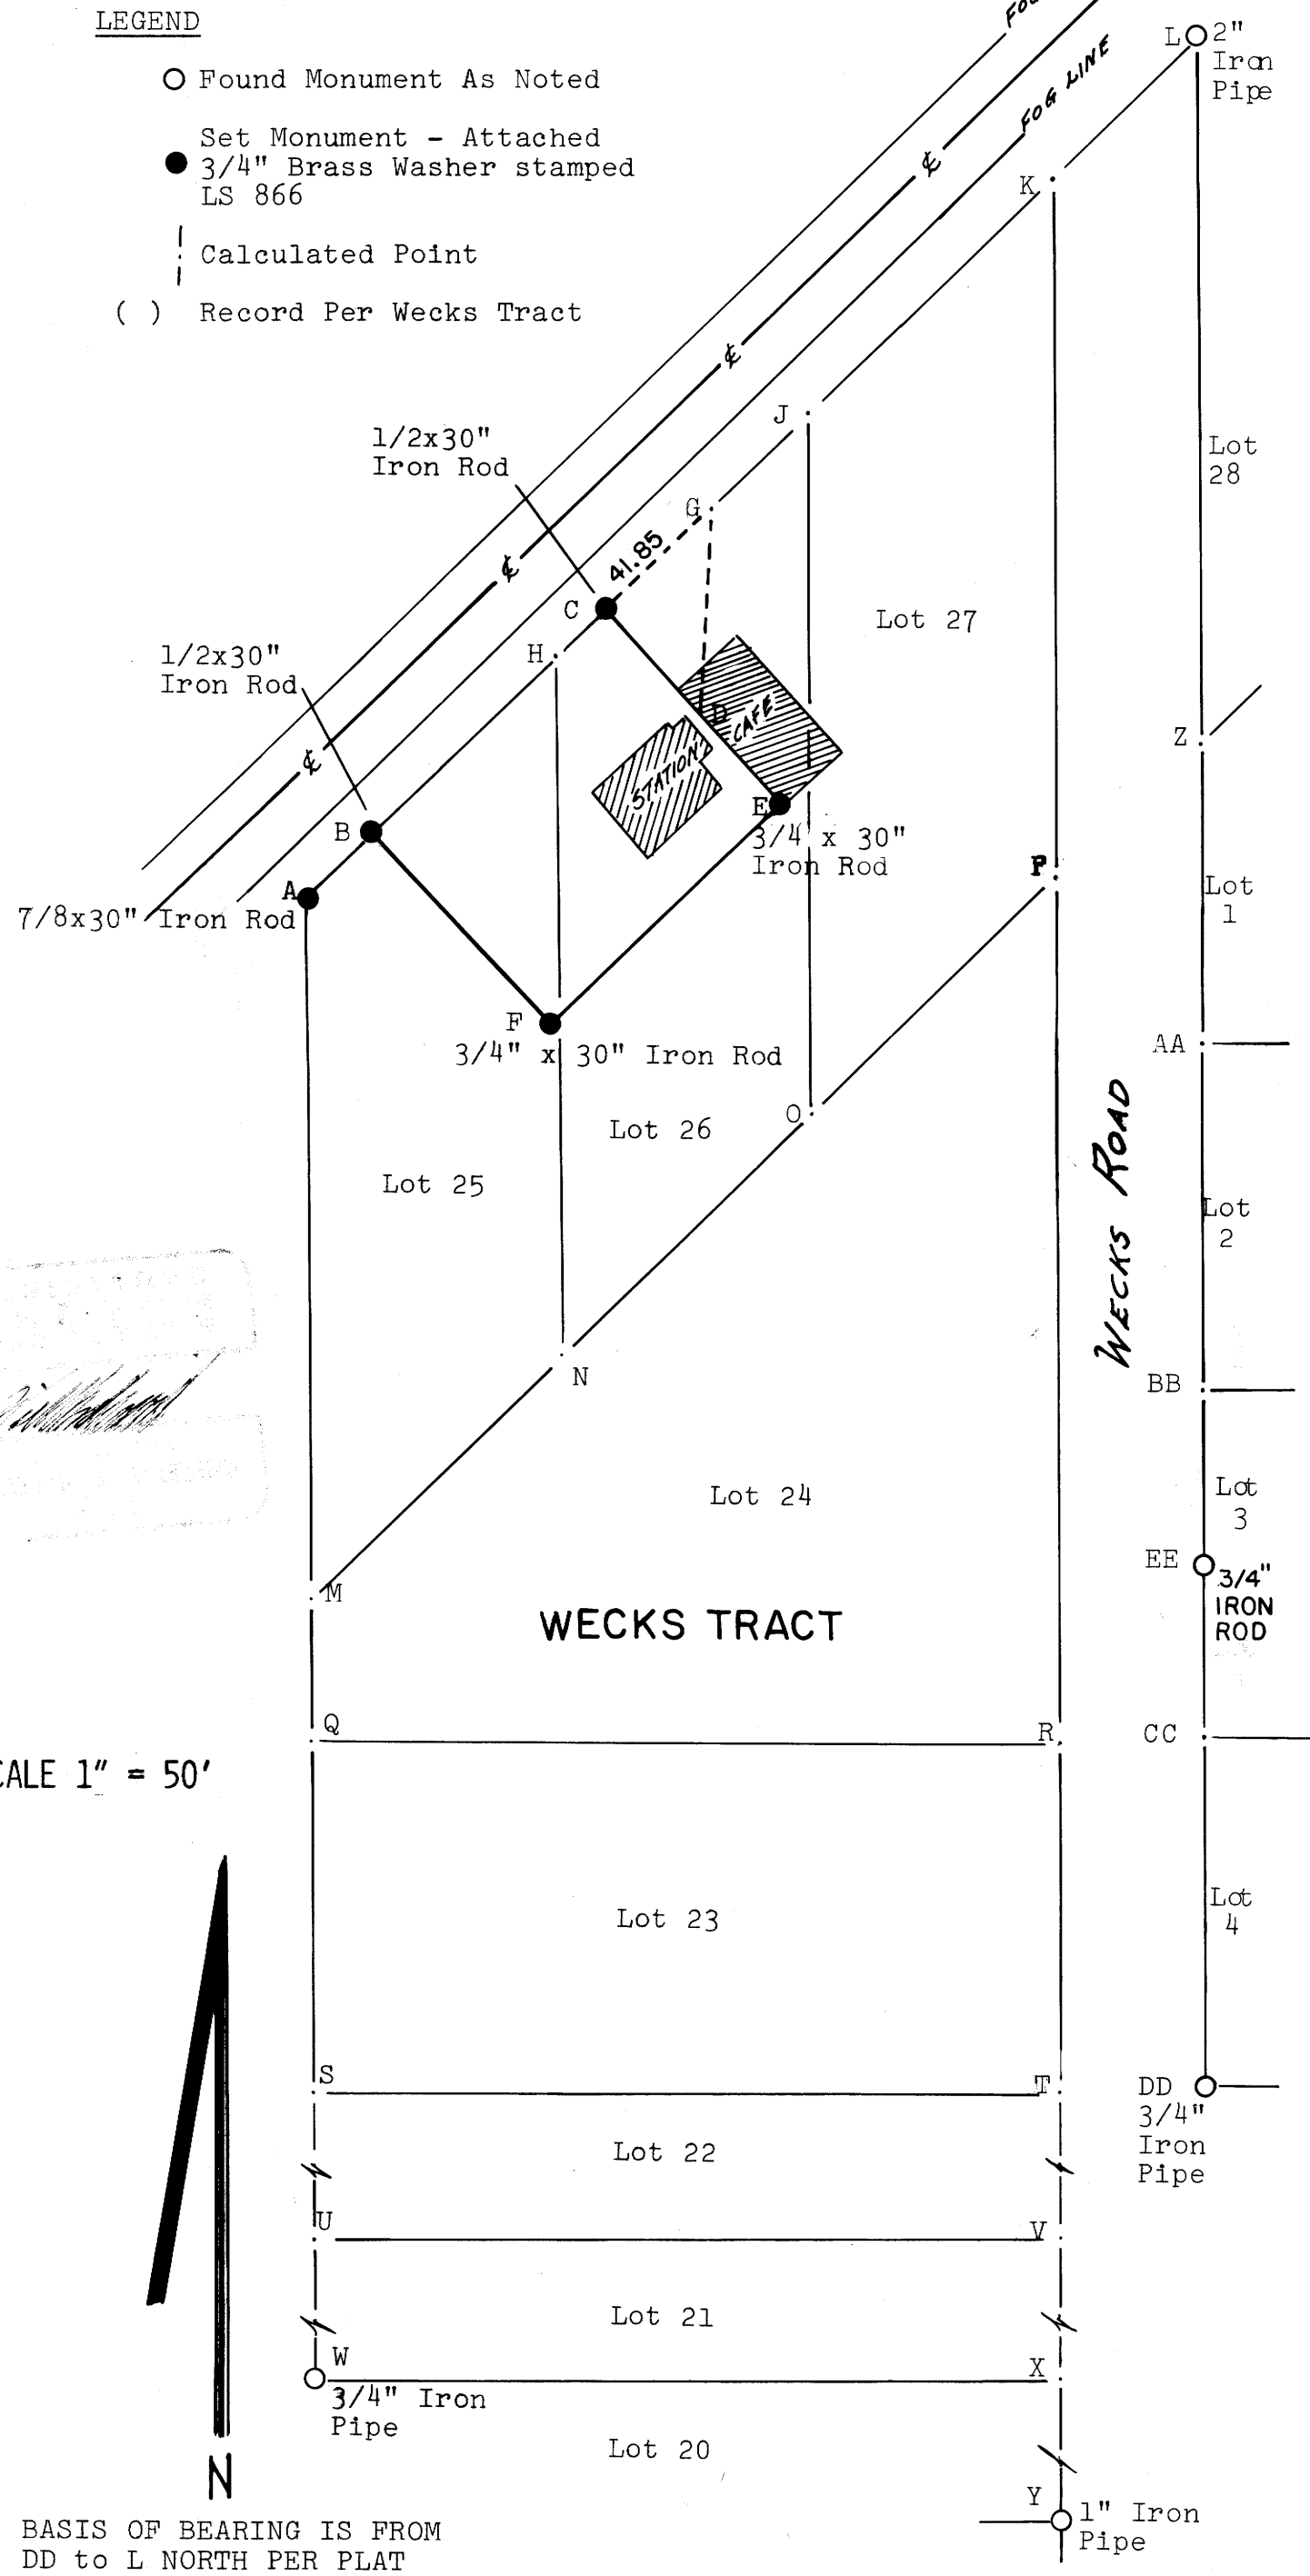 LEGEND
Found Monument As Noted
Set Monument - Attached
3/4" Brass Washer stamped
LS 866
Calculated Point
( ) Record Per Wecks Tract
FOG LINE
L 2"
Iron
Pipe
K
℄
℄
J
1/2x30"
Iron Rod
Lot
28
G
41.85
℄
C
Lot 27
H
1/2x30"
Iron Rod
D
CAFE
STATION
Z
℄
E
3/4 x 30"
Iron Rod
B
P
A
7/8x30" Iron Rod
Lot
1
F
3/4" x 30" Iron Rod
AA
O
Lot 26
Lot 25
WECKS ROAD
Lot
2
N
BB
Lot 24
Lot
3
EE
3/4"
IRON
ROD
M
WECKS TRACT
Q
R
CC
CALE 1" = 50'
Lot 23
Lot
4
S
T
DD
3/4"
Iron
Pipe
Lot 22
U
V
Lot 21
W
X
3/4" Iron
Pipe
Lot 20
N
Y
1" Iron
Pipe
BASIS OF BEARING IS FROM
DD to L NORTH PER PLAT